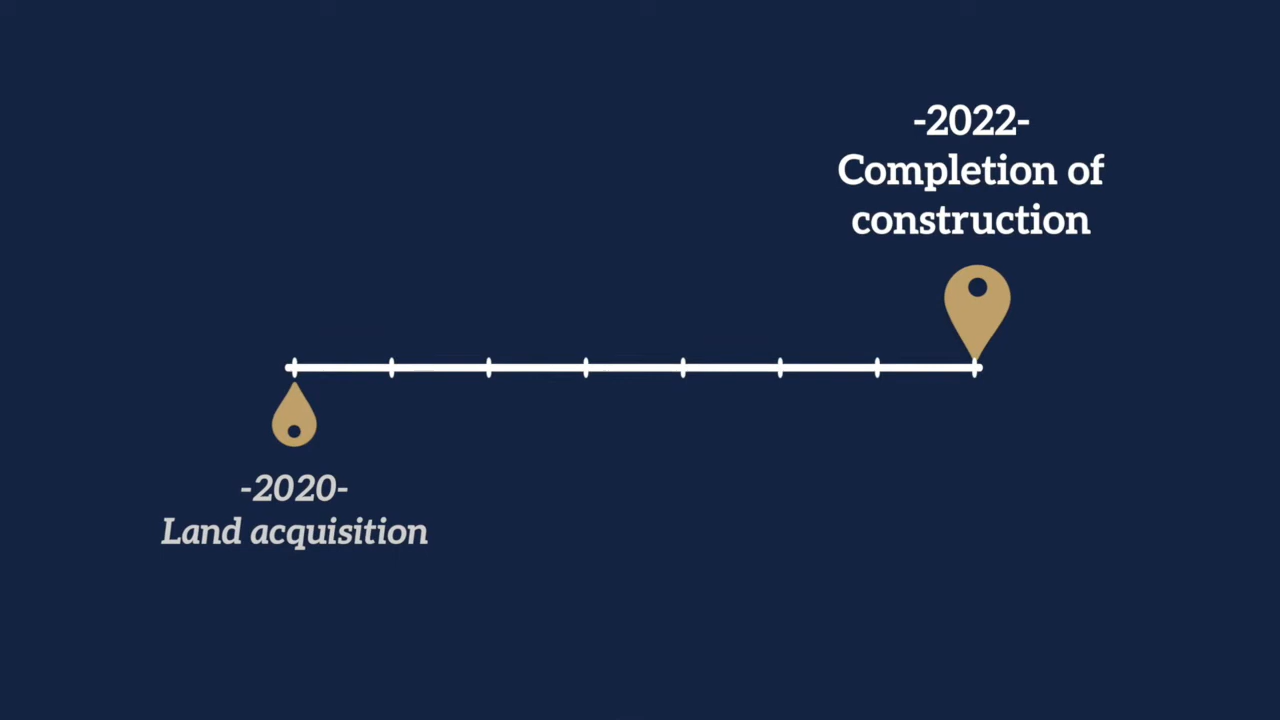 -2022-
Completion of
construction
-2020-
Land acquisition